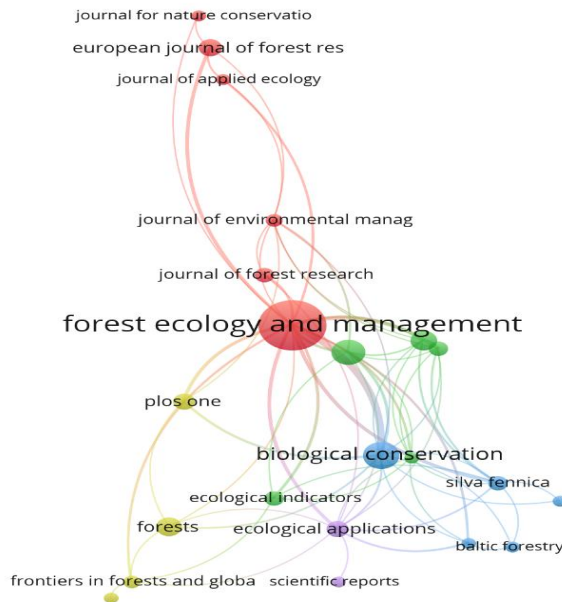 journal for nature conservatio
european journal of forest res
journal of applied ecology
journal of environmental manag
journal of forest research
forest ecology and management
plos one
biological conservation
silva fennica
ecological indicators
forests
ecological applications
baltic forestry
frontiers in forests and globa
scientific reports